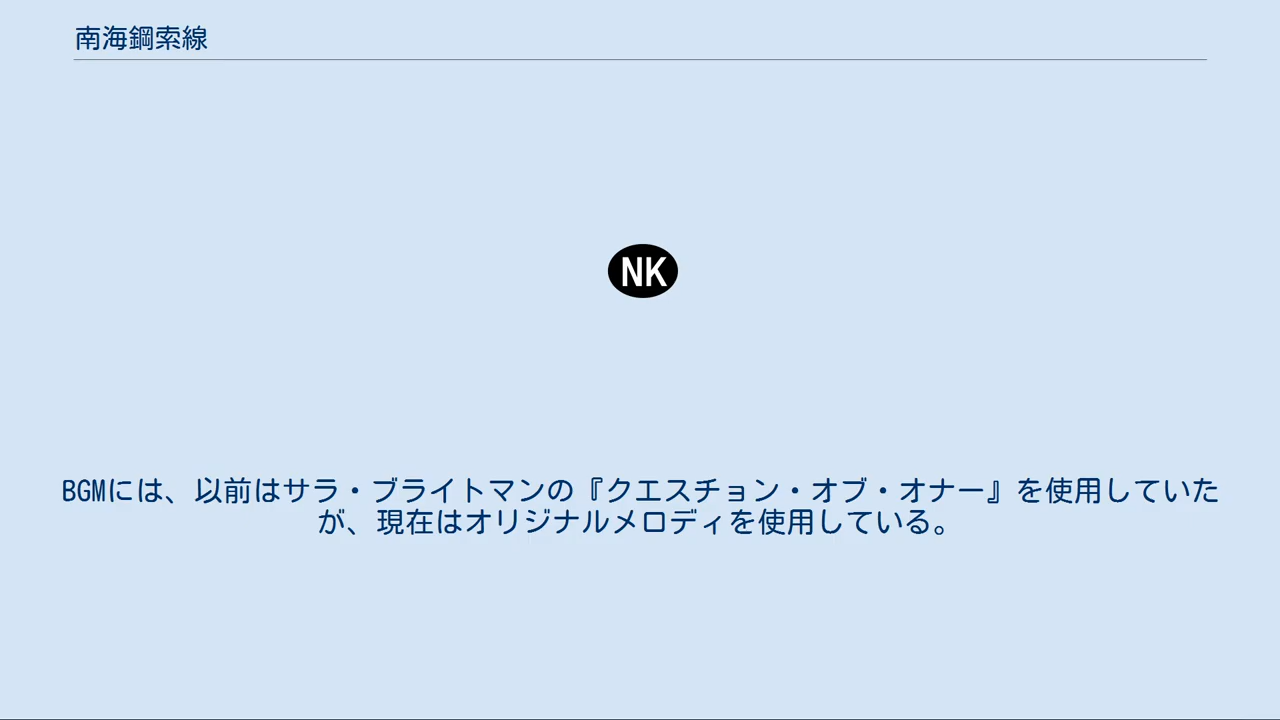 南海鋼索線
NK
BGMには、以前はサラ・ブライトマンの『クエスチョン・オブ・オナー』を使用していた
が、現在はオリジナルメロディを使用している。